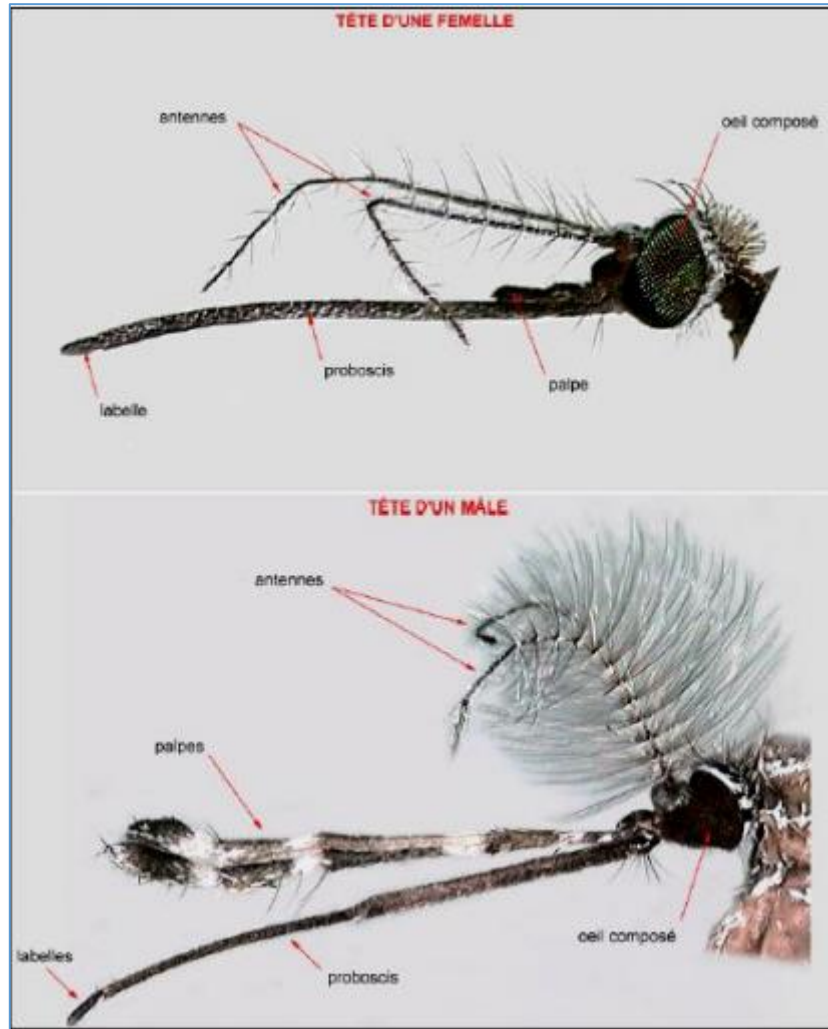 TÊTE D'UNE FEMELLE
antennes
oeil composé
proboscis
palpe
labelle
TÊTE D'UN MÂLE
antennes
palpes
oeil composé
labelles
proboscis